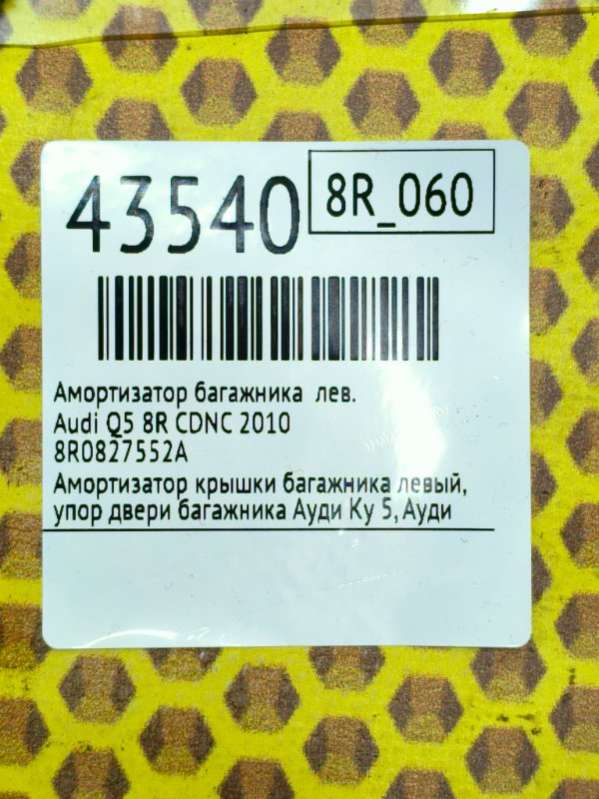 43540
8R_060
Амортизатор багажника лев.
Audi Q5 8R CDNC 2010
8R0827552A
Амортизатор крышки багажника левый,
упор двери багажника Ауди Ку 5, Ауди